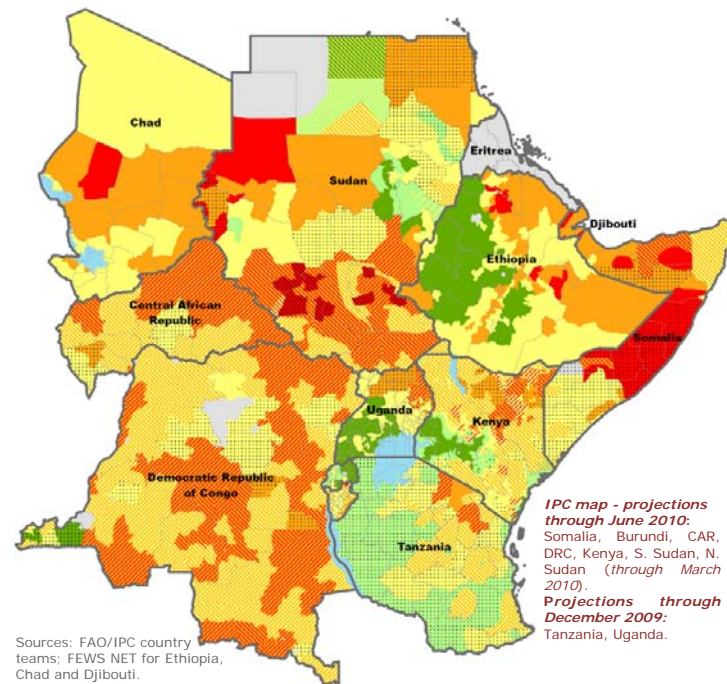 Chad
Sudan
Eritrea
Djibouti
Ethiopia
Central African
Republic
Somalia
Uganda
Kenya
Democratic Republic
of Congo
Tanzania
IPC map - projections
through June 2010:
Somalia, Burundi, CAR,
DRC, Kenya, S. Sudan, N.
Sudan (through March
2010).
Projections through
December 2009:
Tanzania, Uganda.
Sources: FAO/IPC country
teams; FEWS NET for Ethiopia,
Chad and Djibouti.